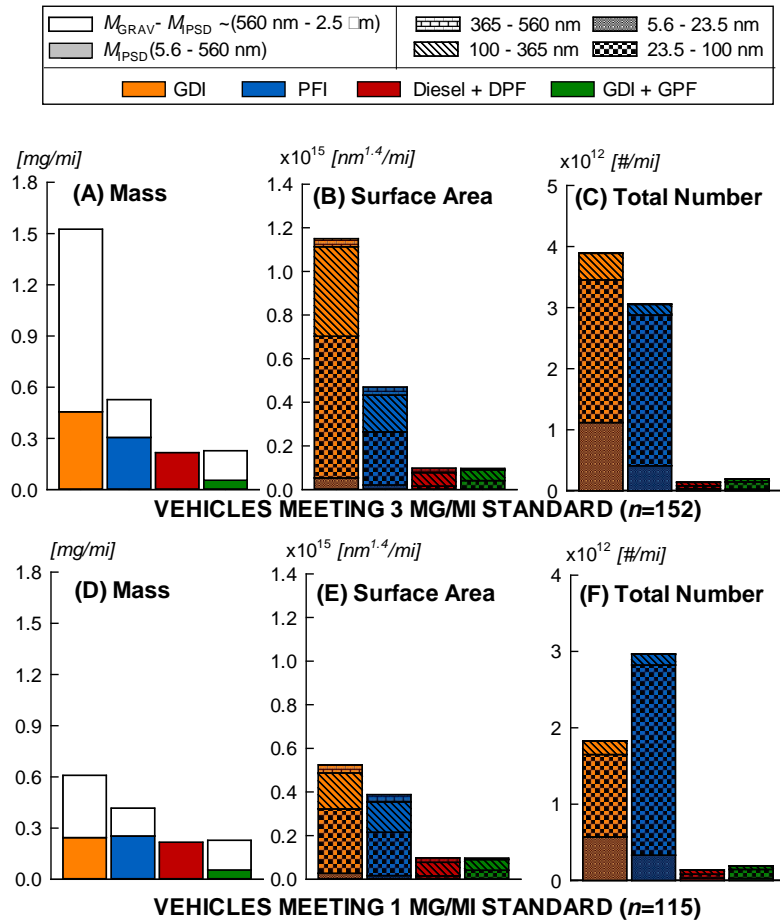 M_GRAV - M_IPSD ~(560 nm - 2.5 □m)
M_IPSD (5.6 - 560 nm)
365 - 560 nm
5.6 - 23.5 nm
100 - 365 nm
23.5 - 100 nm
GDI PFI Diesel + DPF GDI + GPF
[mg/mi]
x10^15 [nm^1.4/mi]
x10^12 [#/mi]
(A) Mass
(B) Surface Area
(C) Total Number
1.8
1.5
1.2
0.9
0.6
0.3
0.0
1.4
1.2
1.0
0.8
0.6
0.4
0.2
0.0
5
4
3
2
1
0
VEHICLES MEETING 3 MG/MI STANDARD (n=152)
[mg/mi]
x10^15 [nm^1.4/mi]
x10^12 [#/mi]
(D) Mass
(E) Surface Area
(F) Total Number
1.8
1.5
1.2
0.9
0.6
0.3
0.0
1.4
1.2
1.0
0.8
0.6
0.4
0.2
0.0
4
3
2
1
0
VEHICLES MEETING 1 MG/MI STANDARD (n=115)